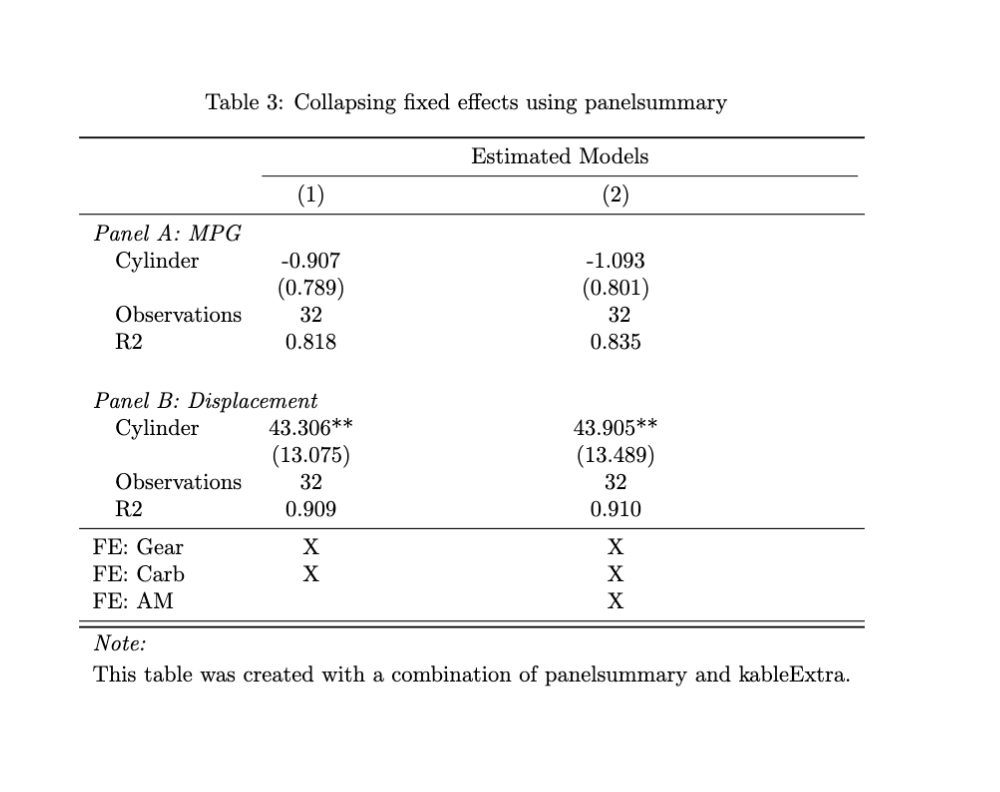 Table 3: Collapsing fixed effects using panelsummary
Estimated Models
(1) (2)
Panel A: MPG
Cylinder -0.907 -1.093
(0.789) (0.801)
Observations 32 32
R2 0.818 0.835
Panel B: Displacement
Cylinder 43.306** 43.905**
(13.075) (13.489)
Observations 32 32
R2 0.909 0.910
FE: Gear X X
FE: Carb X X
FE: AM X
Note:
This table was created with a combination of panelsummary and kableExtra.